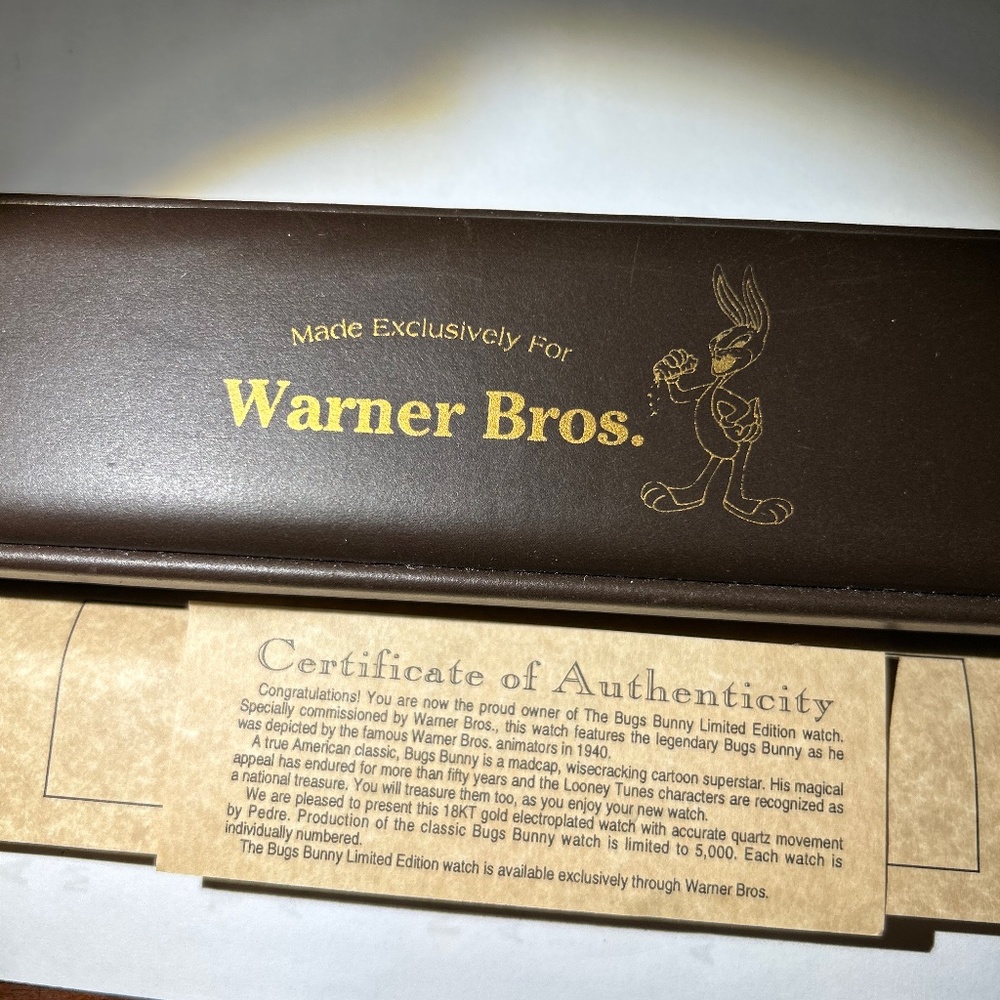 Made Exclusively For
Warner Bros.
Certificate of Authenticity
Congratulations! You are now the proud owner of The Bugs Bunny Limited Edition watch.
Specially commissioned by Warner Bros., this watch features the legendary Bugs Bunny as he
was depicted by the famous Warner Bros. animators in 1940.
A true American classic, Bugs Bunny is a madcap, wisecracking cartoon superstar. His magical
appeal has endured for more than fifty years and the Looney Tunes characters are recognized as
a national treasure. You will treasure them too, as you enjoy your new watch.
We are pleased to present this 18KT gold electroplated watch with accurate quartz movement
by Pedre. Production of the classic Bugs Bunny watch is limited to 5,000. Each watch is
individually numbered.
The Bugs Bunny Limited Edition watch is available exclusively through Warner Bros.